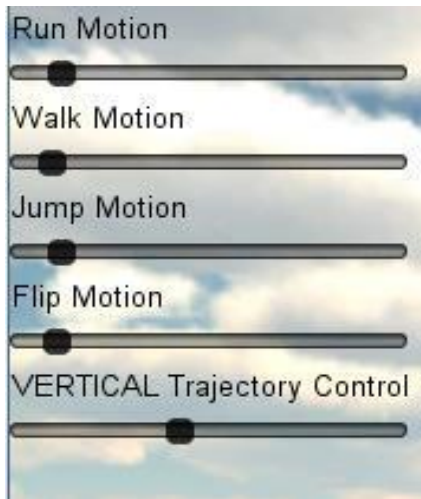 Run Motion
Walk Motion
Jump Motion
Flip Motion
VERTICAL Trajectory Control